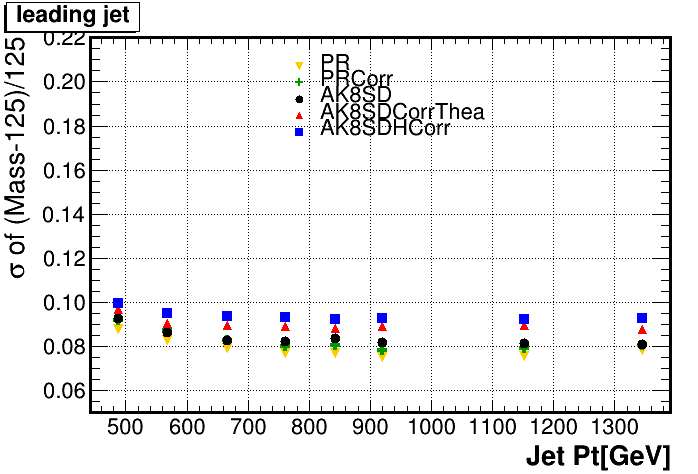 leading jet
σ of (Mass-125)/125
0.22
0.20
0.18
0.16
0.14
0.12
0.10
0.08
0.06
PR
PRCorr
AK8SD
AK8SDCorrThea
AK8SDHCorr
500 600 700 800 900 1000 1100 1200 1300
Jet Pt[GeV]